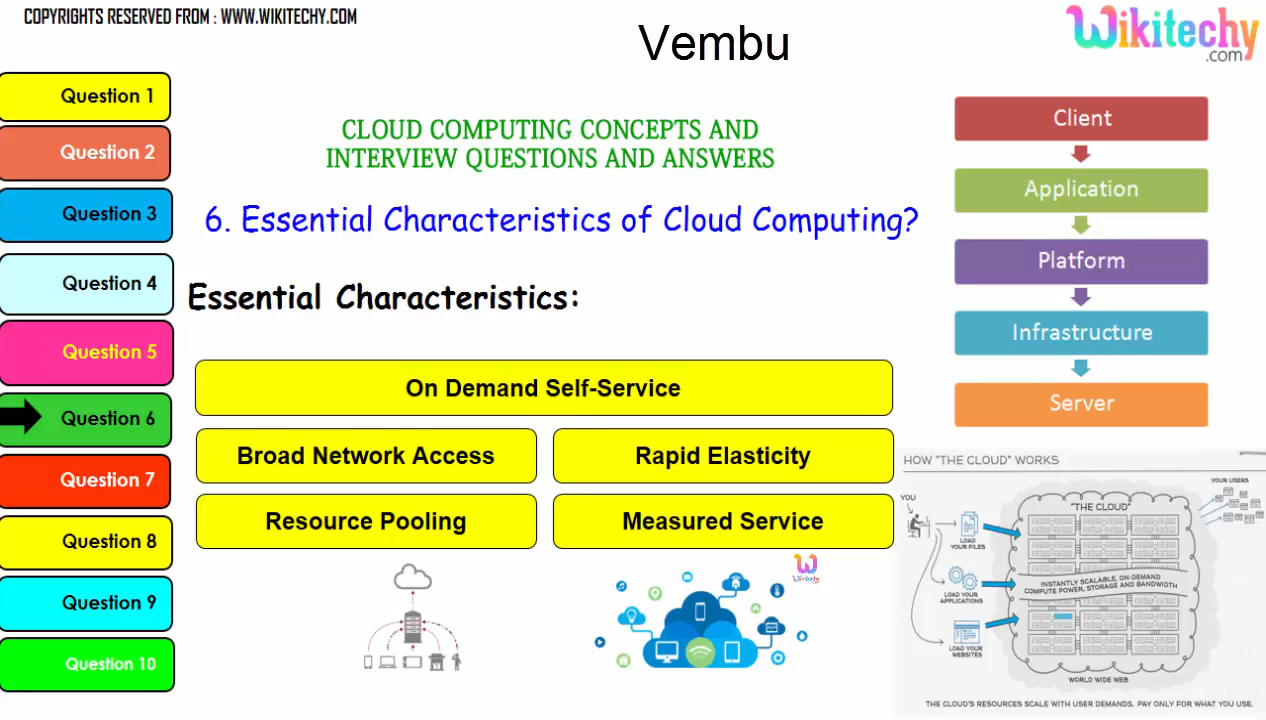 COPYRIGHTS RESERVED FROM : WWW.WIKITECHY.COM
Vembu
Wikitechy
.com
Question 1
Question 2
Question 3
Question 4
Question 5
Question 6
Question 7
Question 8
Question 9
Question 10
CLOUD COMPUTING CONCEPTS AND
INTERVIEW QUESTIONS AND ANSWERS
6. Essential Characteristics of Cloud Computing?
Essential Characteristics:
On Demand Self-Service
Broad Network Access
Rapid Elasticity
Resource Pooling
Measured Service
Wikitechy
Client
Application
Platform
Infrastructure
Server
HOW "THE CLOUD" WORKS
YOUR USERS
YOU
"THE CLOUD"
LOAD
YOUR FILES
INSTANTLY SCALABLE, ON-DEMAND
COMPUTE POWER, STORAGE AND BANDWIDTH
LOAD YOUR
APPLICATIONS
LOAD YOUR
WEBSITES
WORLD WIDE WEB
THE CLOUD'S RESOURCES SCALE WITH USER DEMANDS. PAY ONLY FOR WHAT YOU USE.